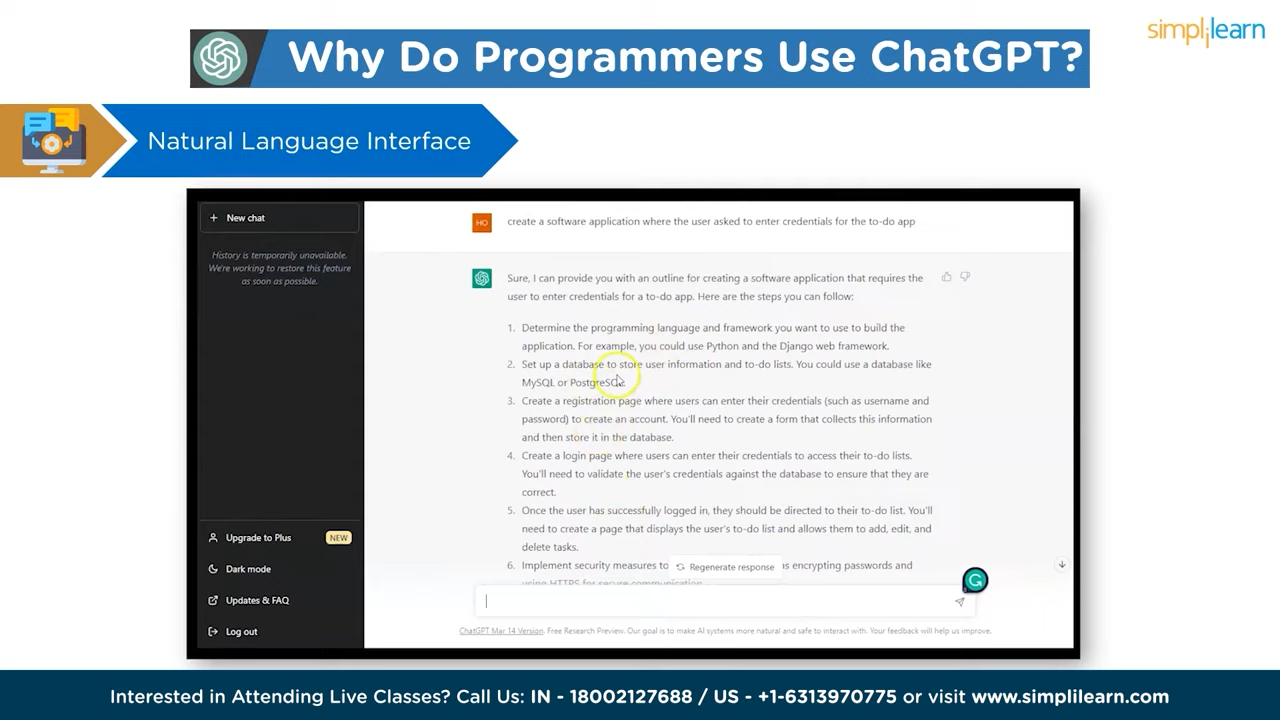 simplilearn
Why Do Programmers Use ChatGPT?
Natural Language Interface
New chat
History is temporarily unavailable.
We're working to restore this feature
as soon as possible.
Upgrade to Plus NEW
Dark mode
Updates & FAQ
Log out
HO
create a software application where the user asked to enter credentials for the to-do app
Sure, I can provide you with an outline for creating a software application that requires the
user to enter credentials for a to-do app. Here are the steps you can follow:
1. Determine the programming language and framework you want to use to build the
application. For example, you could use Python and the Django web framework.
2. Set up a database to store user information and to-do lists. You could use a database like
MySQL or PostgreSQL.
3. Create a registration page where users can enter their credentials (such as username and
password) to create an account. You'll need to create a form that collects this information
and then store it in the database.
4. Create a login page where users can enter their credentials to access their to-do lists.
You'll need to validate the user's credentials against the database to ensure that they are
correct.
5. Once the user has successfully logged in, they should be directed to their to-do list. You'll
need to create a page that displays the user's to-do list and allows them to add, edit, and
delete tasks.
6. Implement security measures to as encrypting passwords and
using HTTPS for secure communication.
Regenerate response
ChatGPT Mar 14 Version. Free Research Preview. Our goal is to make AI systems more natural and safe to interact with. Your feedback will help us improve.
Interested in Attending Live Classes? Call Us: IN - 18002127688 / US - +1-6313970775 or visit www.simplilearn.com